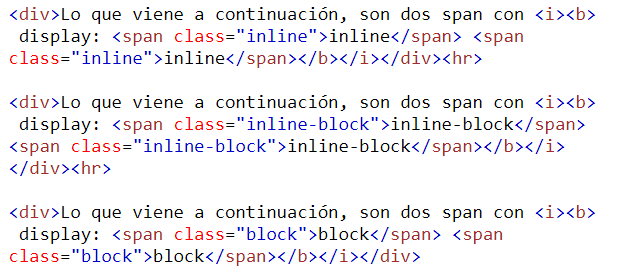 <div>Lo que viene a continuación, son dos span con <i><b>
display: <span class="inline">inline</span> <span
class="inline">inline</span></b></i></div><hr>
<div>Lo que viene a continuación, son dos span con <i><b>
display: <span class="inline-block">inline-block</span>
<span class="inline-block">inline-block</span></b></i>
</div><hr>
<div>Lo que viene a continuación, son dos span con <i><b>
display: <span class="block">block</span> <span
class="block">block</span></b></i></div>